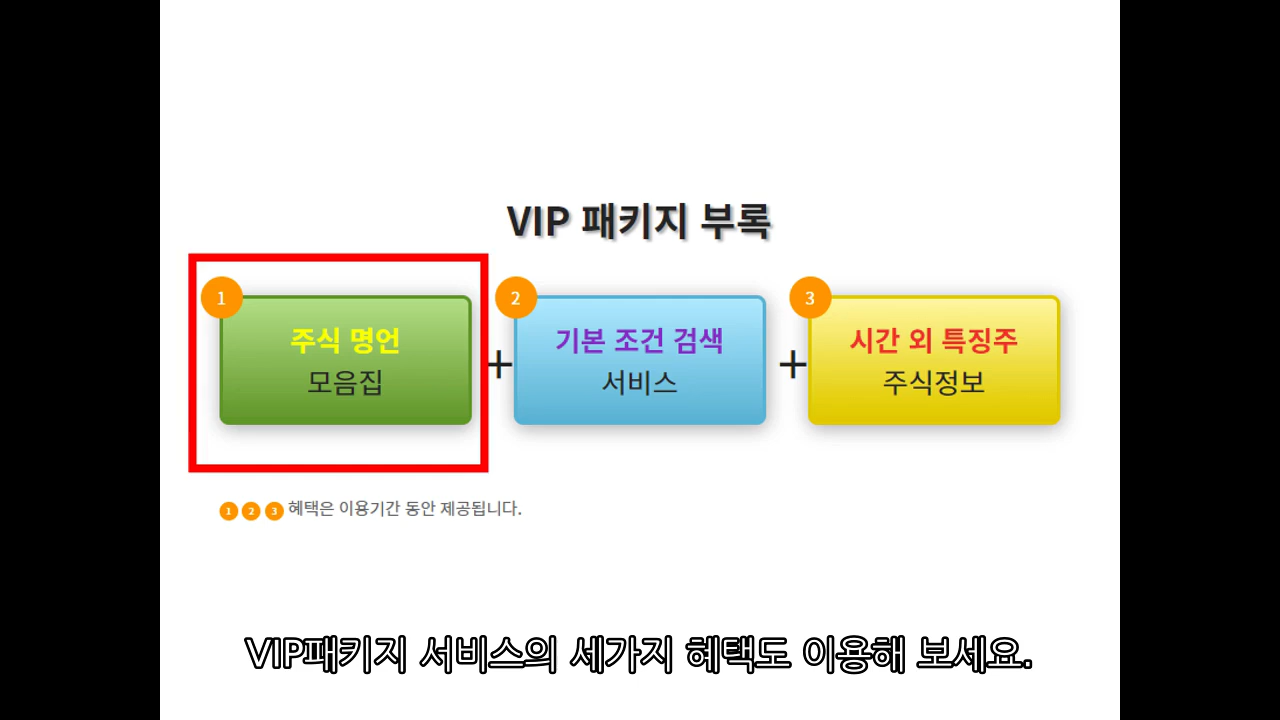 VIP 패키지 부록
1
주식 명언
모음집
+
2
기본 조건 검색
서비스
+
3
시간 외 특징주
주식정보
1 2 3 혜택은 이용기간 동안 제공됩니다.
VIP패키지 서비스의 세가지 혜택도 이용해 보세요.